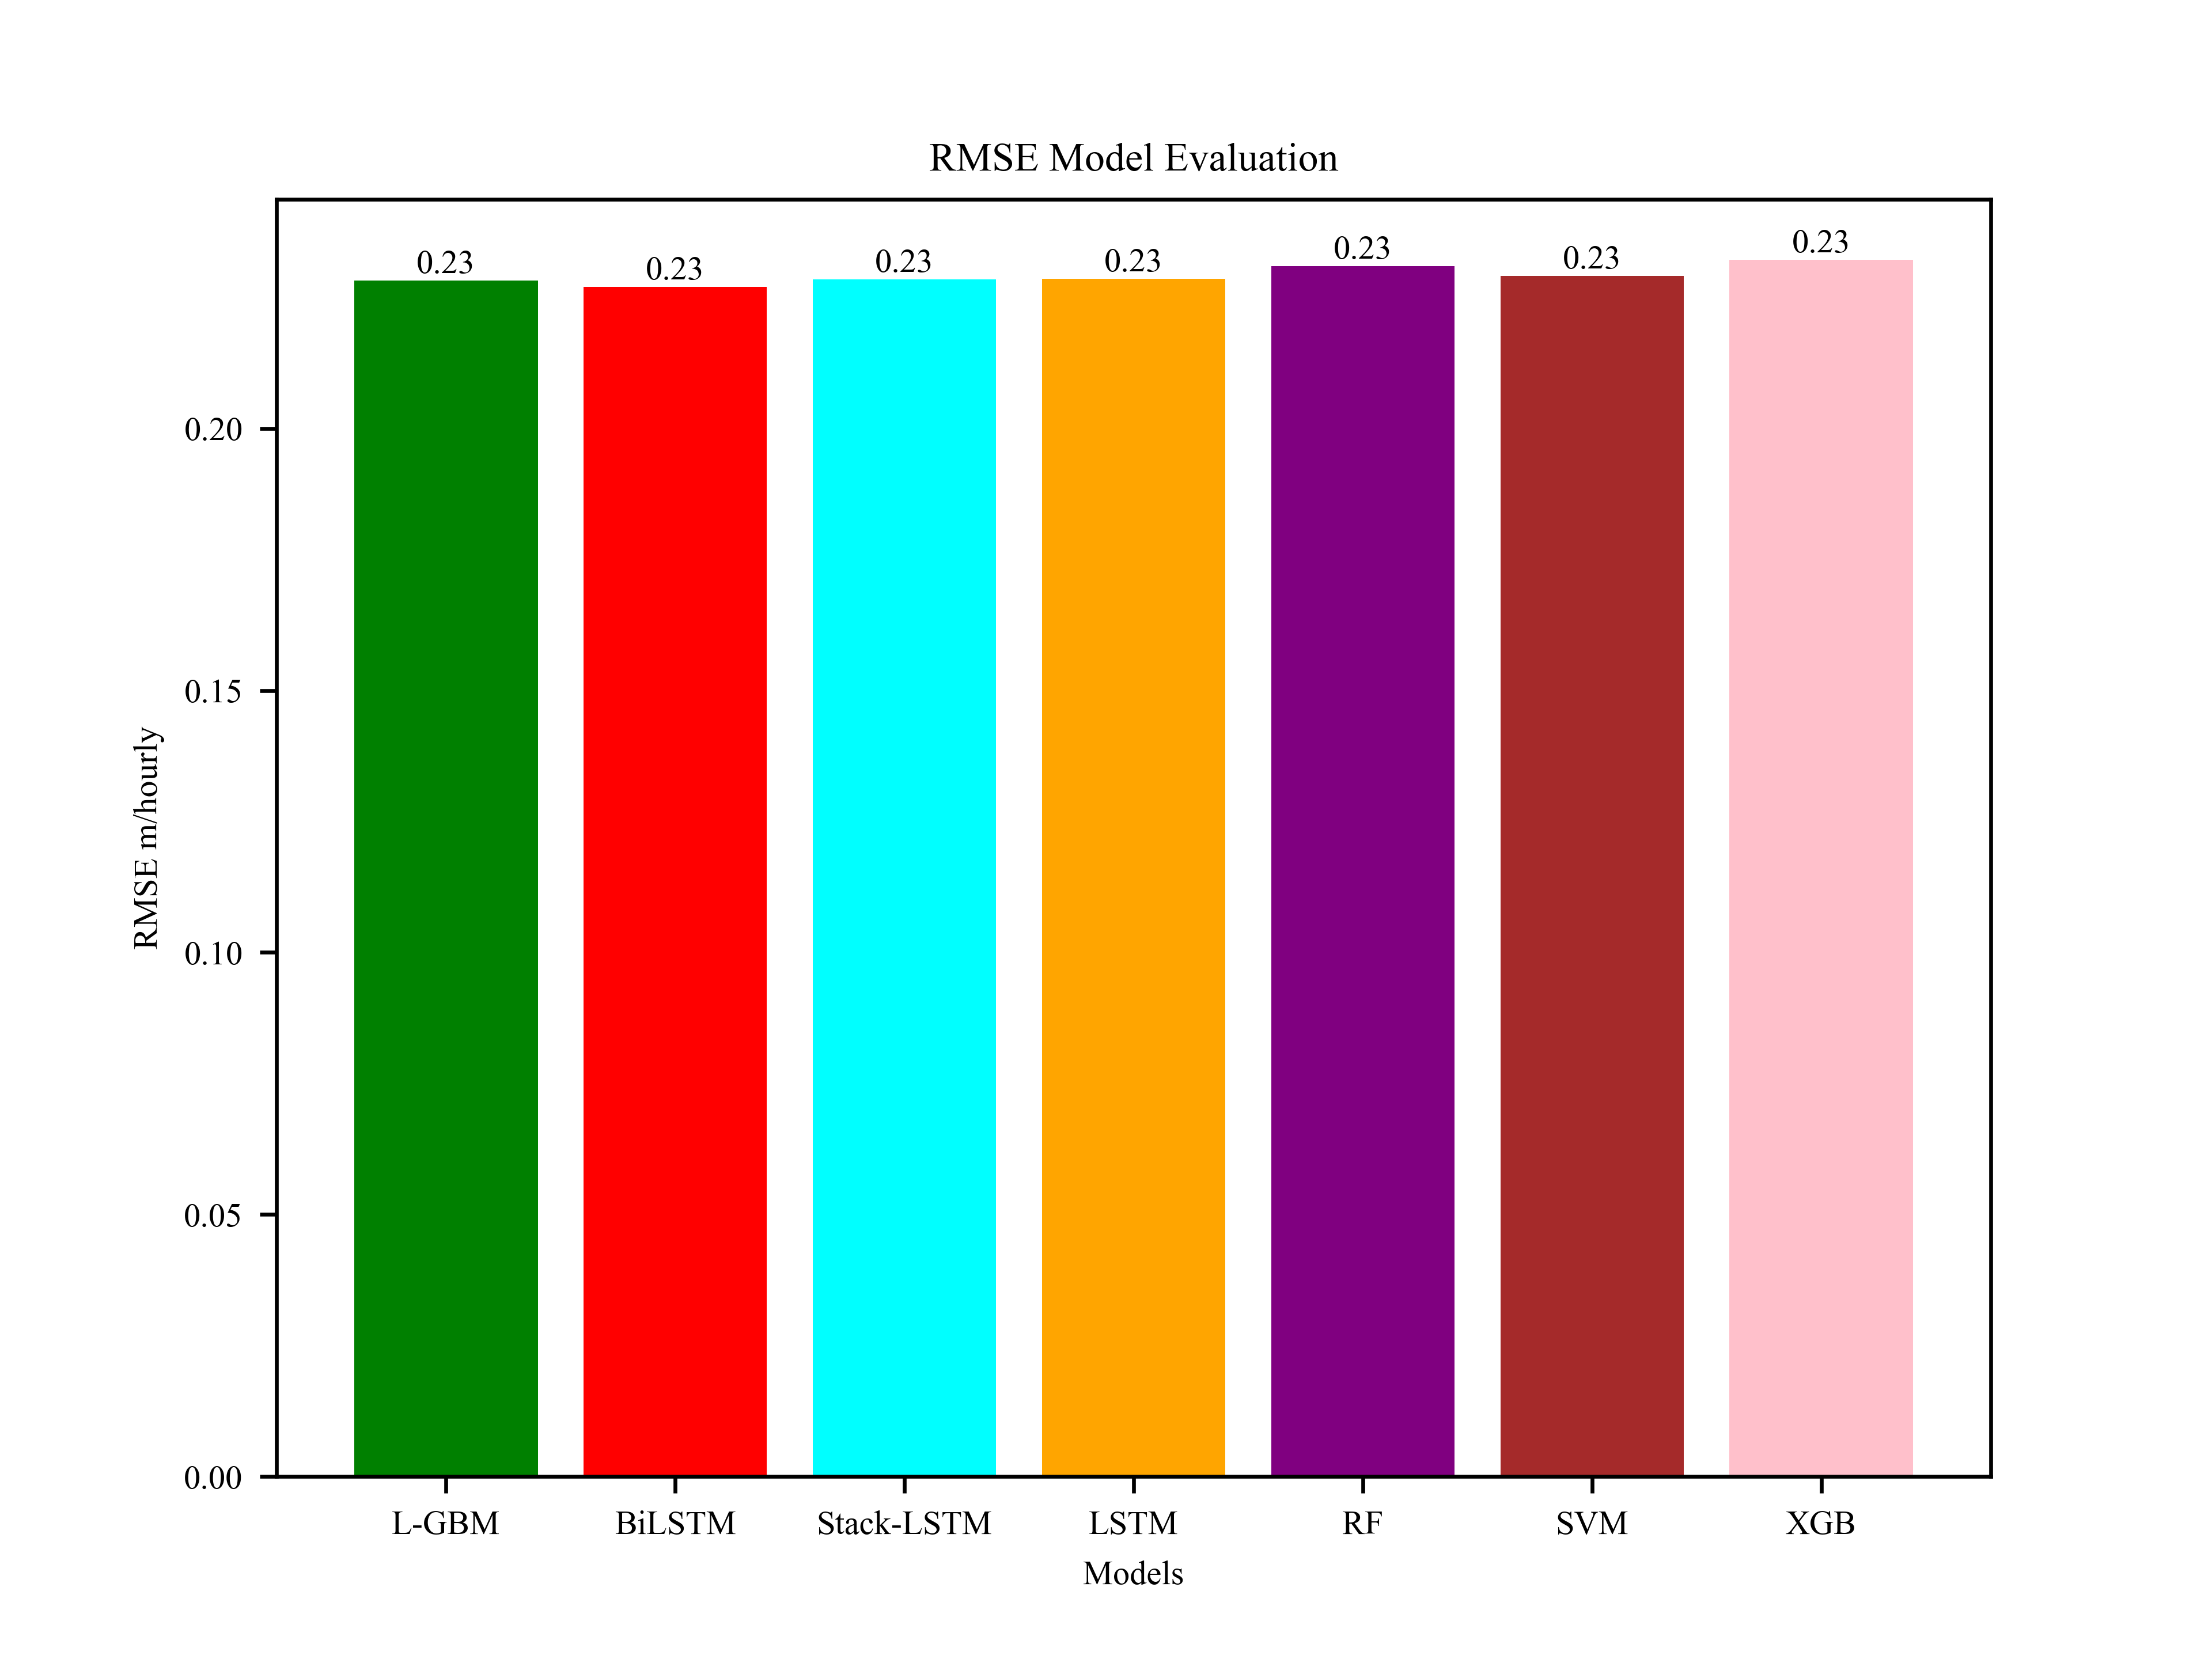 RMSE Model Evaluation
0.23 0.23 0.23 0.23 0.23 0.23 0.23
0.20
0.15
0.10
0.05
0.00
RMSE m/hourly
L-GBM BiLSTM Stack-LSTM LSTM RF SVM XGB
Models